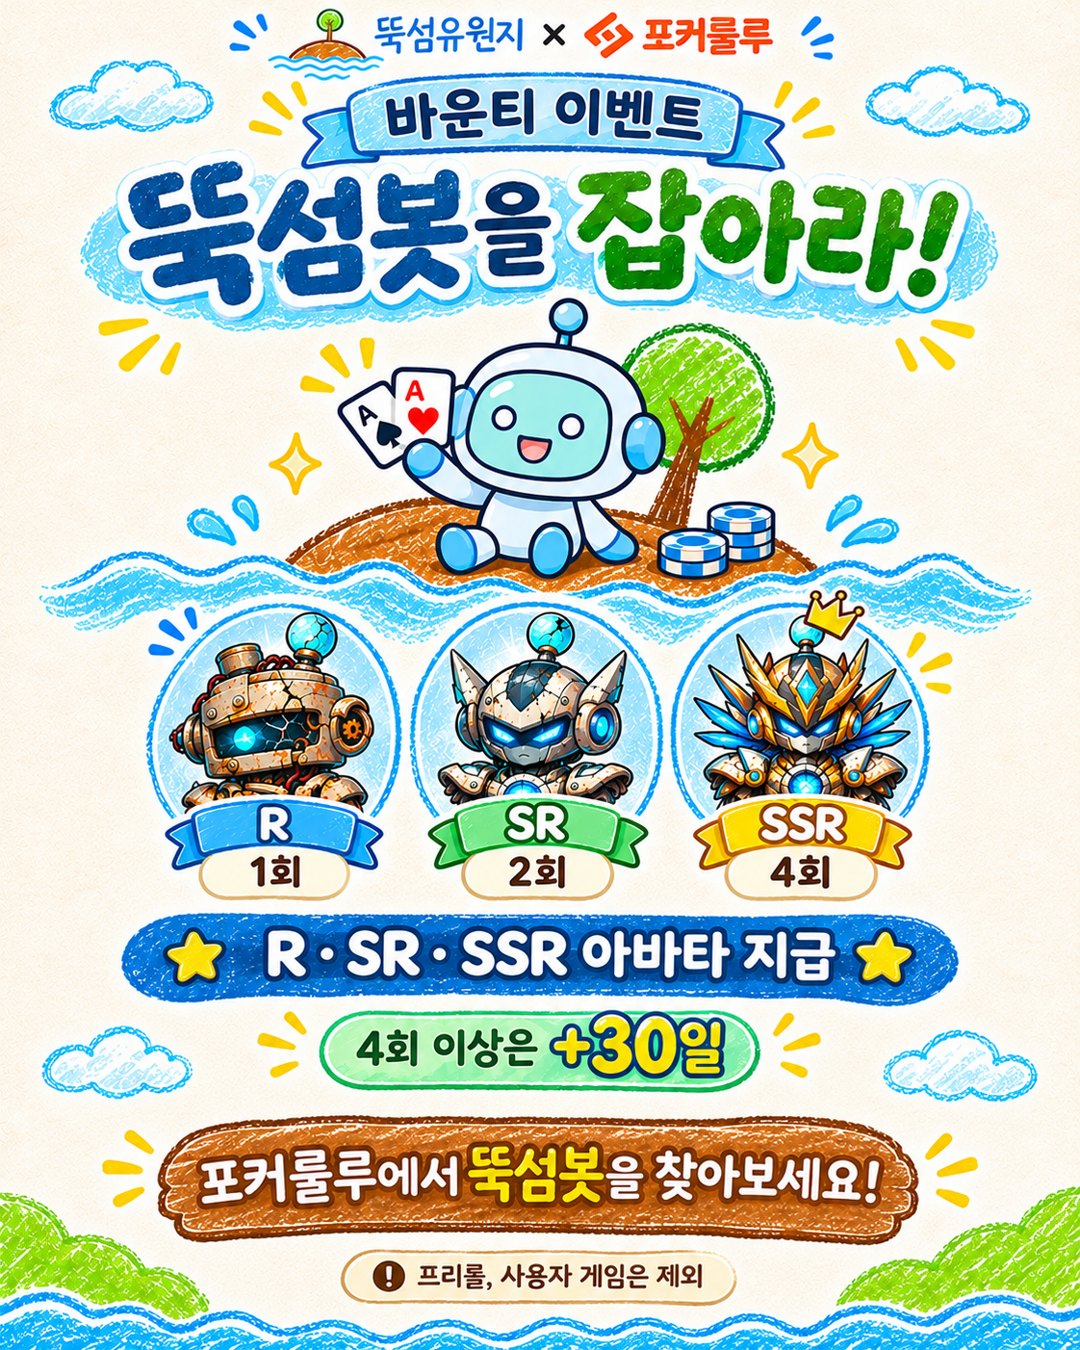 뚝섬유원지 × 포커룰루
바운티 이벤트
뚝섬봇을 잡아라!
A A
R SR SSR
1회 2회 4회
R · SR · SSR 아바타 지급
4회 이상은 +30일
포커룰루에서 뚝섬봇을 찾아보세요!
! 프리롤, 사용자 게임은 제외